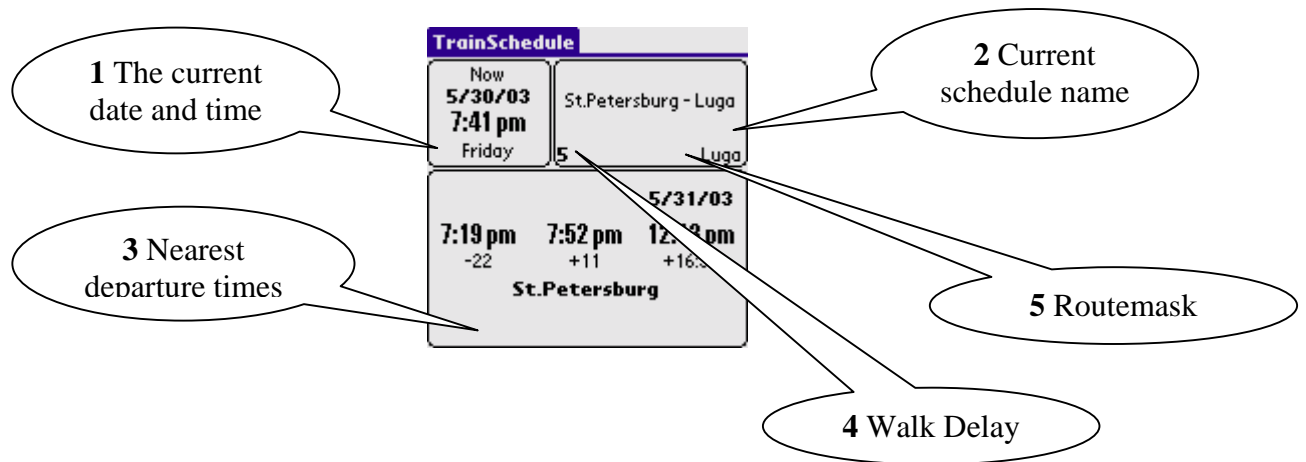 TrainSchedule
1 The current
date and time
2 Current
schedule name
Now
5/30/03
7:41 pm
Friday
St.Petersburg - Luga
5
Luga
5/31/03
7:19 pm 7:52 pm pm
-22 +11
St.Petersburg
3 Nearest
departure times
5 Routemask
4 Walk Delay